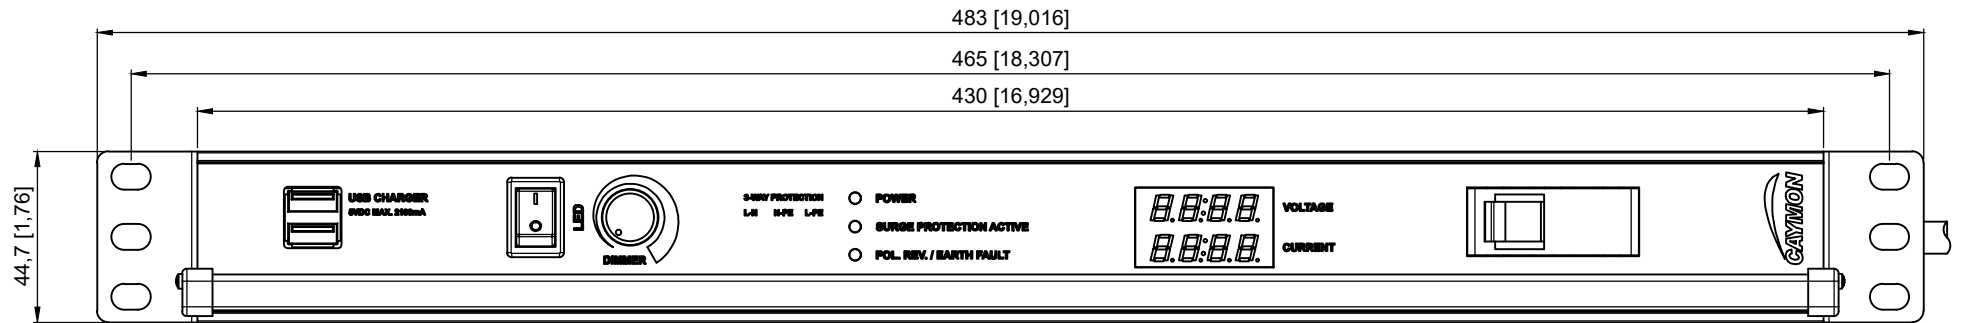 483 [19,016]
465 [18,307]
430 [16,929]
44,7 [1,76]
USB CHARGER
5VDC MAX. 2100mA
I
O
LED
DIMMER
3-WAY PROTECTION
L-N N-PE L-PE
POWER
SURGE PROTECTION ACTIVE
POL. REV. / EARTH FAULT
8.8:8.8.
VOLTAGE
8.8:8.8.
CURRENT
CAYMON